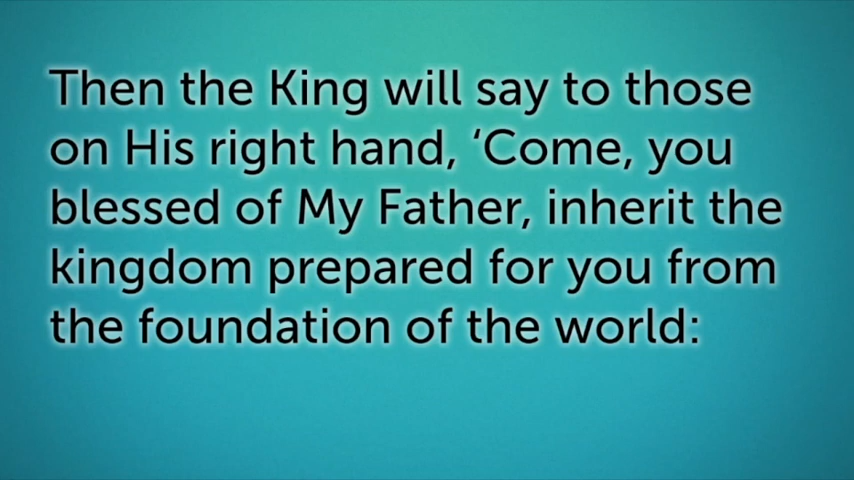 Then the King will say to those
on His right hand, ‘Come, you
blessed of My Father, inherit the
kingdom prepared for you from
the foundation of the world: